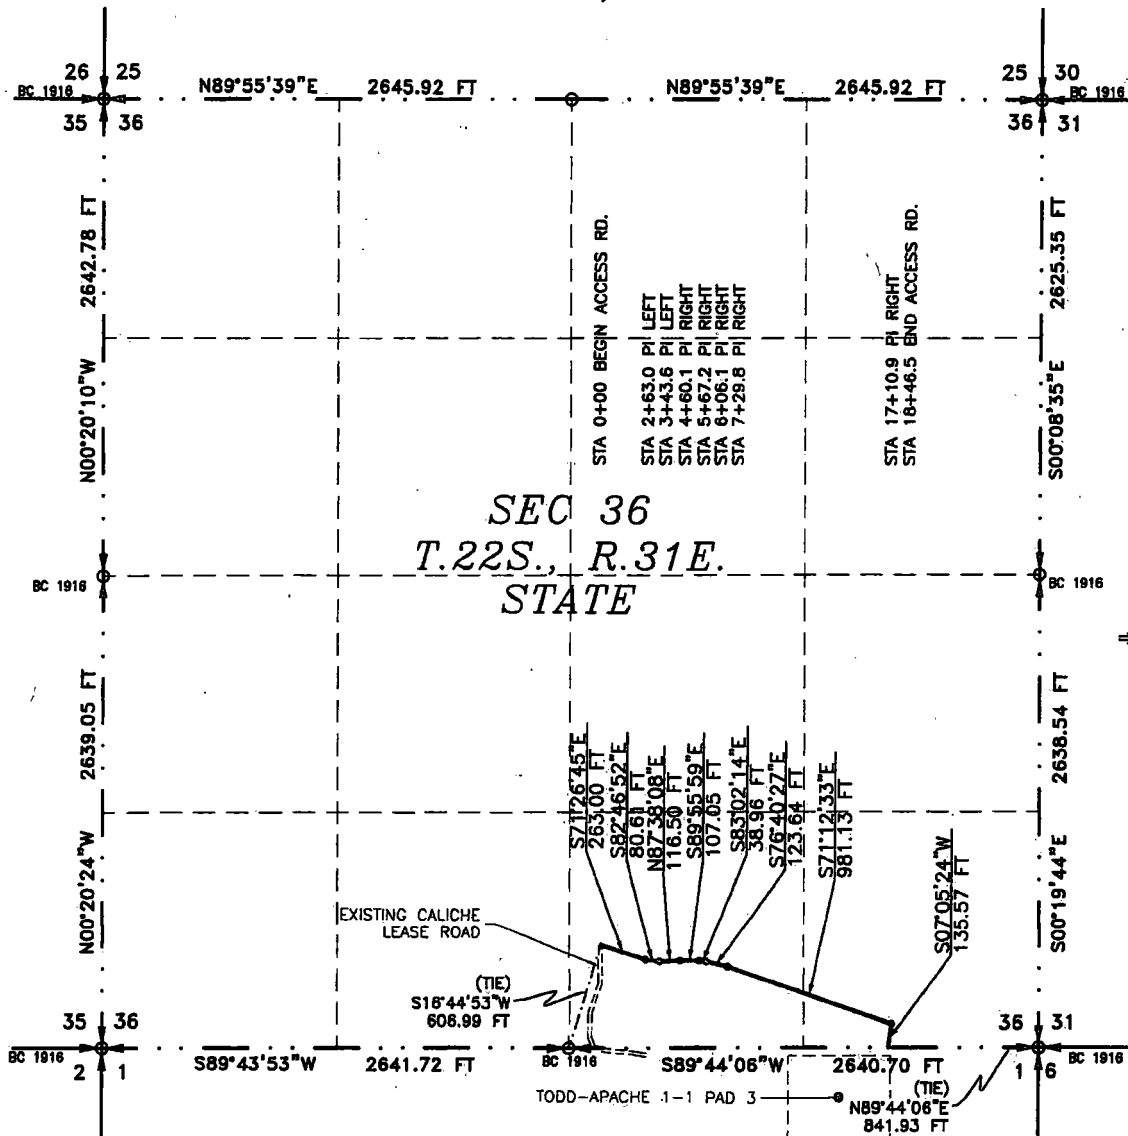 26 25
N89°55'39"E 2645.92 FT
N89°55'39"E 2645.92 FT
25 30
BC 1916
BC 1916
35 36
36 31
2642.78 FT
N00°20'10"W
2625.35 FT
S00°08'35"E
STA 0+00 BEGIN ACCESS RD.
STA 2+63.0 PI LEFT
STA 3+43.6 PI LEFT
STA 4+60.1 PI RIGHT
STA 5+67.2 PI RIGHT
STA 6+06.1 PI RIGHT
STA 7+29.8 PI RIGHT
STA 17+10.9 PI RIGHT
STA 18+46.5 END ACCESS RD.
SEC 36
T.22S., R.31E.
STATE
BC 1916
BC 1916
2639.05 FT
N00°20'24"W
2638.54 FT
S00°19'44"E
S71°26'45"E
263.00 FT
S82°46'52"E
80.61 FT
N87°38'08"E
116.50 FT
S89°55'59"E
107.05 FT
S83°02'14"E
38.96 FT
S76°40'27"E
123.64 FT
S71°12'33"E
981.13 FT
S07°05'24"W
135.57 FT
EXISTING CALICHE
LEASE ROAD
(TIE)
S16°44'53"W
606.99 FT
35 36
36 31
BC 1916
S89°43'53"W 2641.72 FT
BC 1916
S89°44'06"W 2640.70 FT
BC 1916
2 1
1 6
TODD-APACHE 1-1 PAD 3
(TIE)
N89°44'06"E
841.93 FT